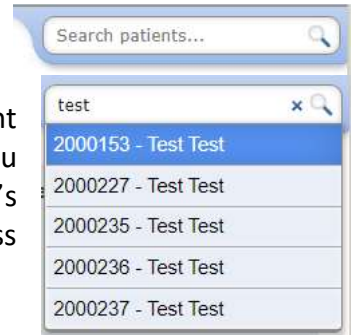 Search patients...
test
2000153 - Test Test
2000227 - Test Test
2000235 - Test Test
2000236 - Test Test
2000237 - Test Test